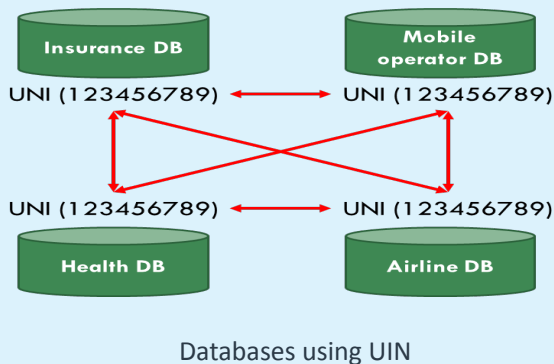 Insurance DB
Mobile
operator DB
UNI (123456789)
UNI (123456789)
UNI (123456789)
UNI (123456789)
Health DB
Airline DB
Databases using UIN